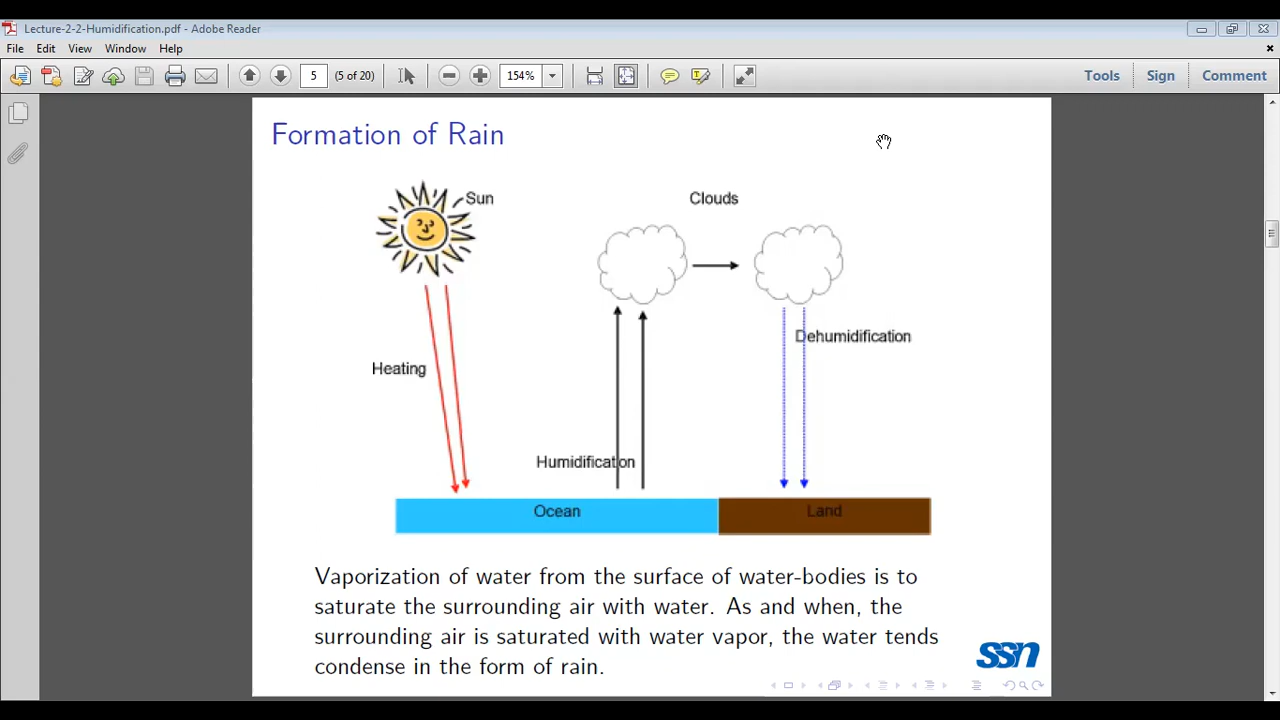 Lecture-2-2-Humidification.pdf - Adobe Reader
File Edit View Window Help
5 (5 of 20) 154% Tools Sign Comment
Formation of Rain
Sun
Clouds
Dehumidification
Heating
Humidification
Ocean
Land
Vaporization of water from the surface of water-bodies is to
saturate the surrounding air with water. As and when, the
surrounding air is saturated with water vapor, the water tends
condense in the form of rain.
ssn